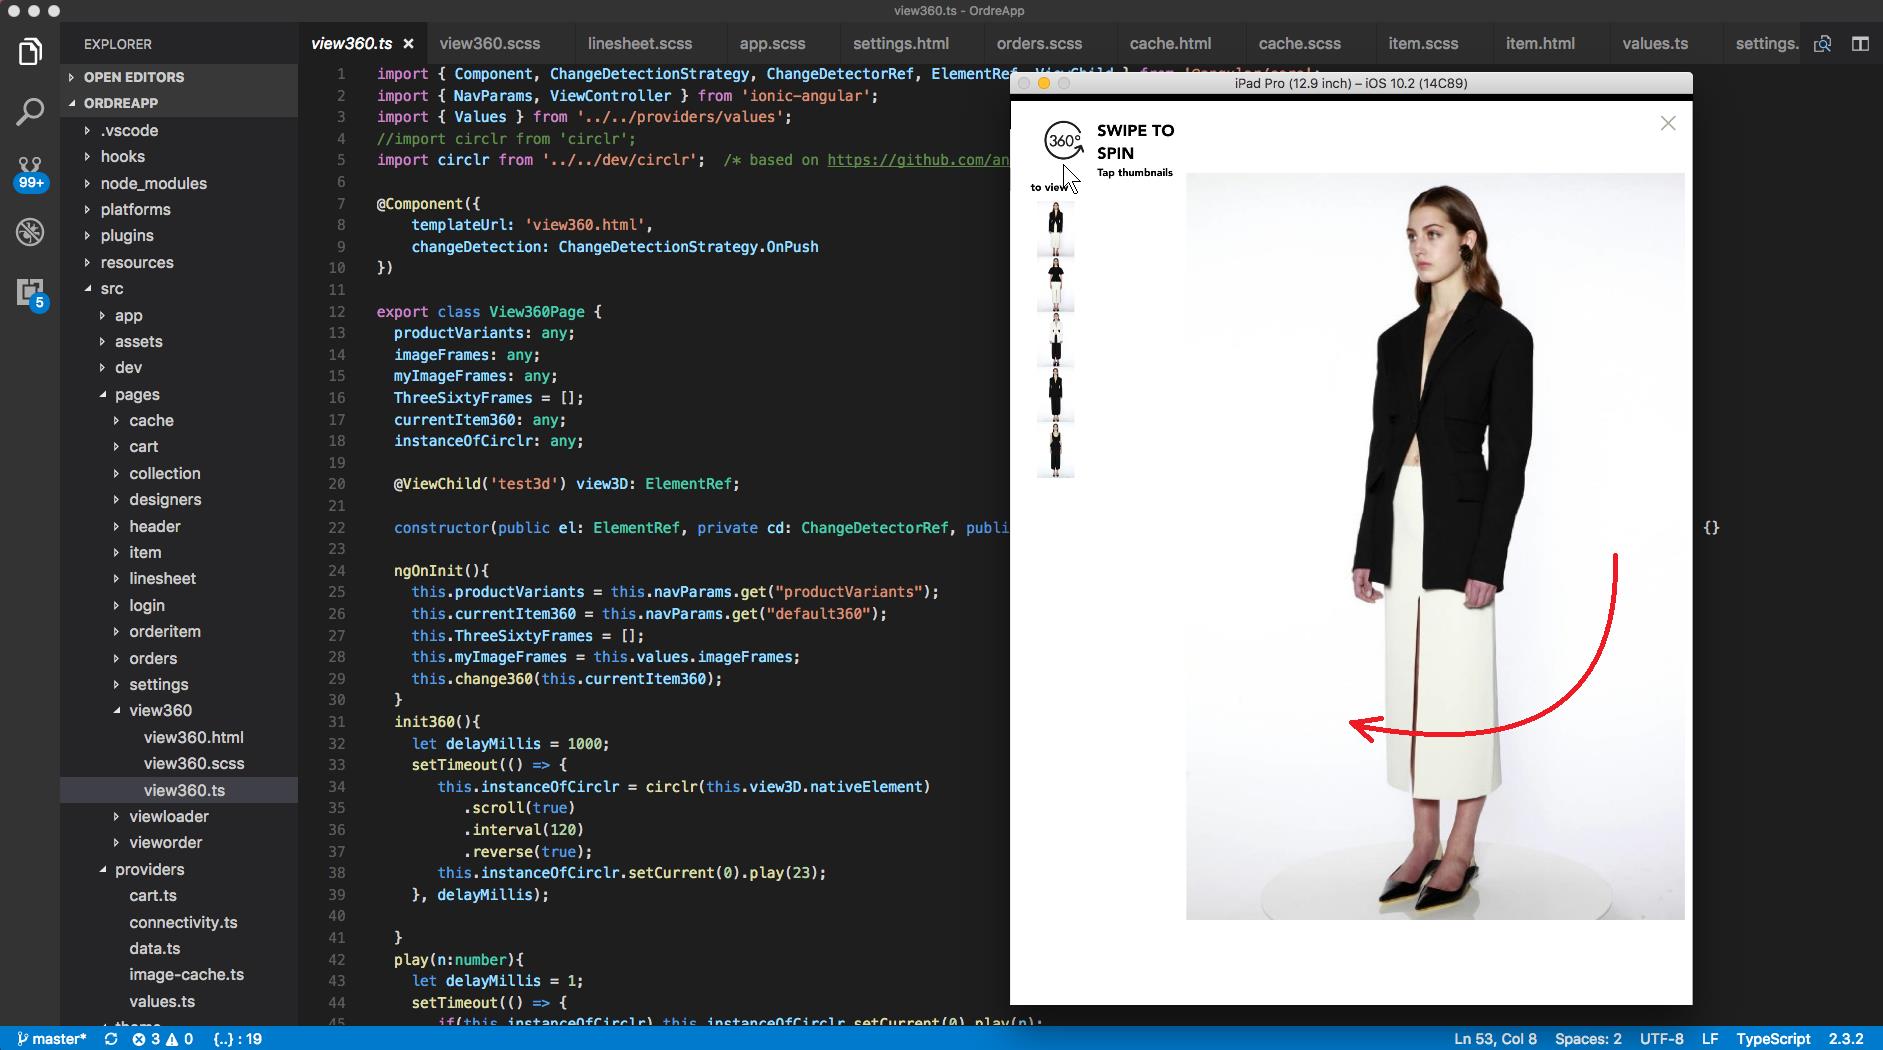 view360.ts - OrdreApp
EXPLORER
OPEN EDITORS
ORDREAPP
.vscode
hooks
node_modules
platforms
plugins
resources
src
app
assets
dev
pages
cache
cart
collection
designers
header
item
linesheet
login
orderitem
orders
settings
view360
view360.html
view360.scss
view360.ts
viewloader
vieworder
providers
cart.ts
connectivity.ts
data.ts
image-cache.ts
values.ts
99+
5
view360.ts view360.scss linesheet.scss app.scss settings.html orders.scss cache.html cache.scss item.scss item.html values.ts settings.
1 import { Component, ChangeDetectionStrategy, ChangeDetectorRef, ElementRef, ViewChild } from '@angular/core';
2 import { NavParams, ViewController } from 'ionic-angular';
3 import { Values } from '../../providers/values';
4 //import circlr from 'circlr';
5 import circlr from '../../dev/circlr'; /* based on https://github.com/an
6
7 @Component({
8 templateUrl: 'view360.html',
9 changeDetection: ChangeDetectionStrategy.OnPush
10 })
11
12 export class View360Page {
13 productVariants: any;
14 imageFrames: any;
15 myImageFrames: any;
16 ThreeSixtyFrames = [];
17 currentItem360: any;
18 instanceOfCirclr: any;
19
20 @ViewChild('test3d') view3D: ElementRef;
21
22 constructor(public el: ElementRef, private cd: ChangeDetectorRef, publi {}
23
24 ngOnInit(){
25 this.productVariants = this.navParams.get("productVariants");
26 this.currentItem360 = this.navParams.get("default360");
27 this.ThreeSixtyFrames = [];
28 this.myImageFrames = this.values.imageFrames;
29 this.change360(this.currentItem360);
30 }
31 init360(){
32 let delayMillis = 1000;
33 setTimeout(() => {
34 this.instanceOfCirclr = circlr(this.view3D.nativeElement)
35 .scroll(true)
36 .interval(120)
37 .reverse(true);
38 this.instanceOfCirclr.setCurrent(0).play(23);
39 }, delayMillis);
40
41 }
42 play(n:number){
43 let delayMillis = 1;
44 setTimeout(() => {
45 if(this.instanceOfCirclr) this.instanceOfCirclr.setCurrent(0).play(n);
iPad Pro (12.9 inch) – iOS 10.2 (14C89)
360°
SWIPE TO
SPIN
Tap thumbnails
to view
master* 3 0 {..} : 19
Ln 53, Col 8 Spaces: 2 UTF-8 LF TypeScript 2.3.2